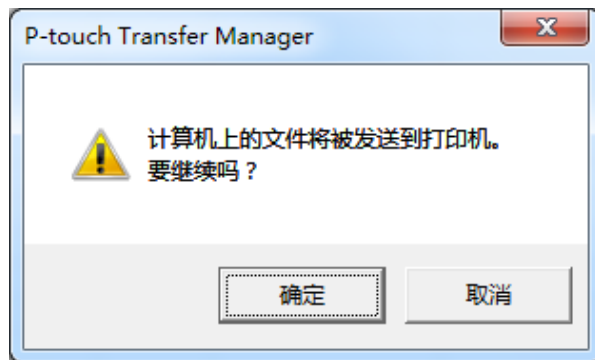 P-touch Transfer Manager
计算机上的文件将被发送到打印机。
要继续吗？
确定
取消